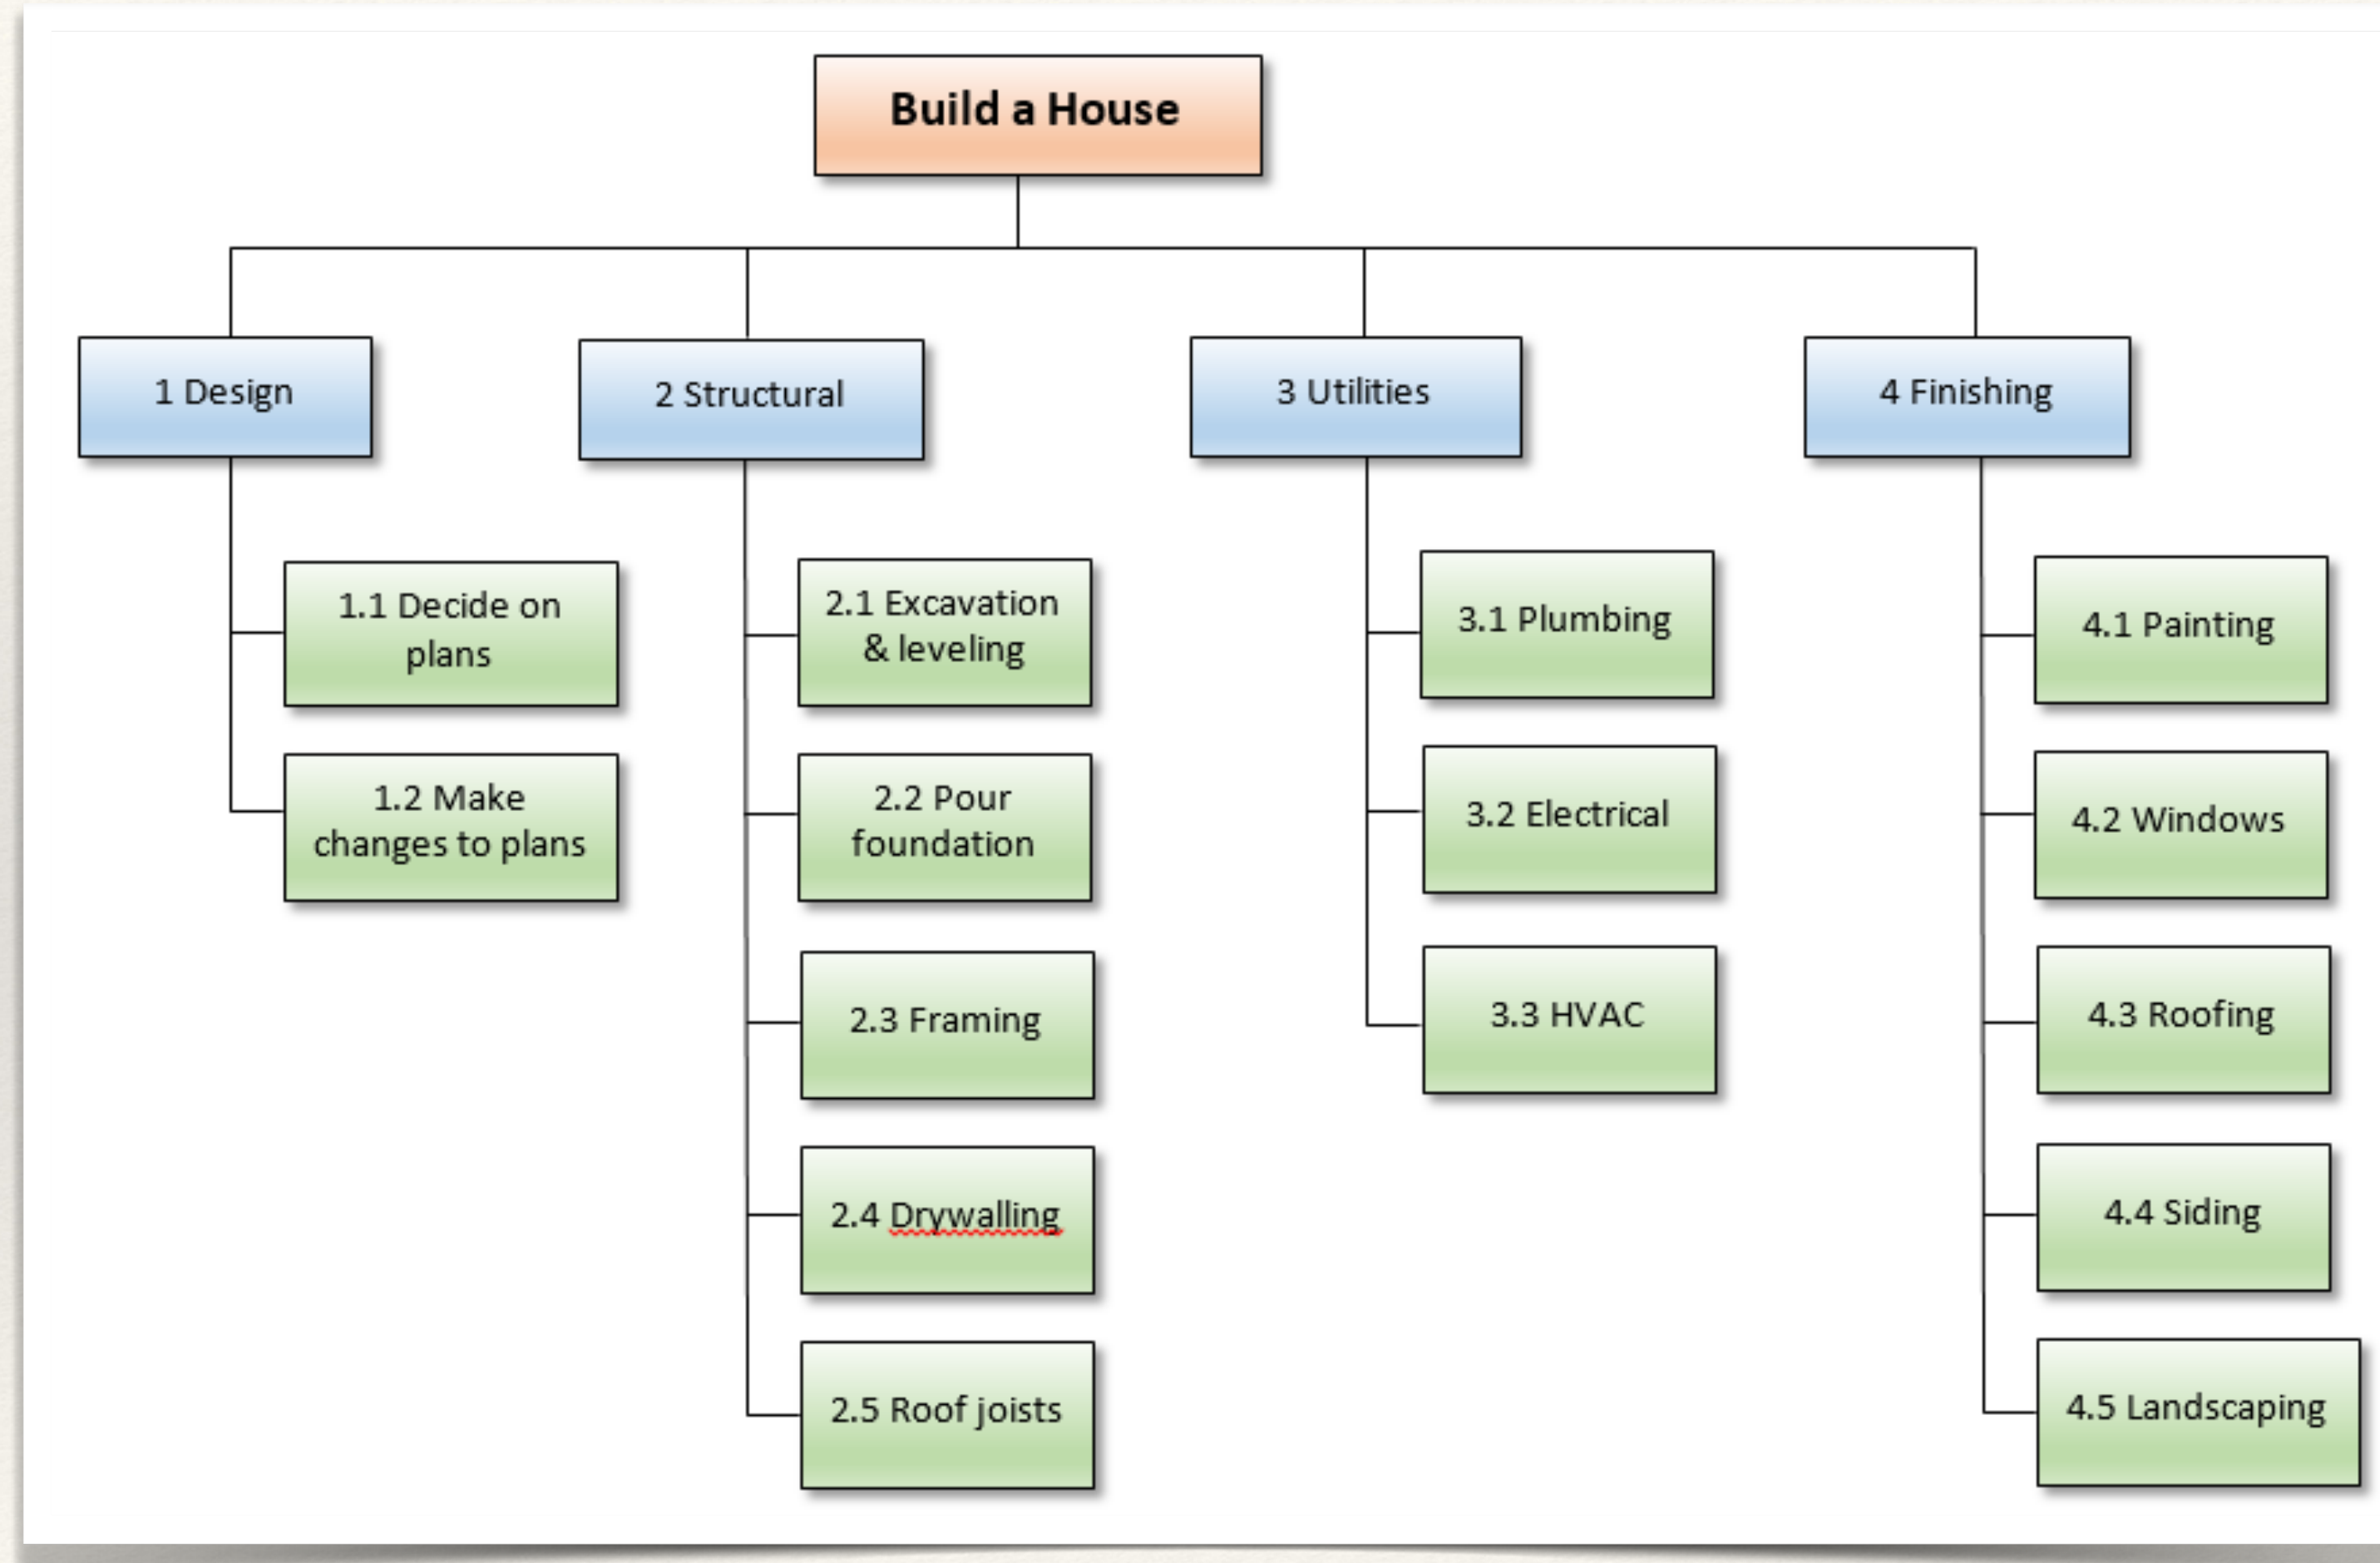 Build a House
1 Design
2 Structural
3 Utilities
4 Finishing
1.1 Decide on
plans
1.2 Make
changes to plans
2.1 Excavation
& leveling
2.2 Pour
foundation
2.3 Framing
2.4 Drywalling
2.5 Roof joists
3.1 Plumbing
3.2 Electrical
3.3 HVAC
4.1 Painting
4.2 Windows
4.3 Roofing
4.4 Siding
4.5 Landscaping